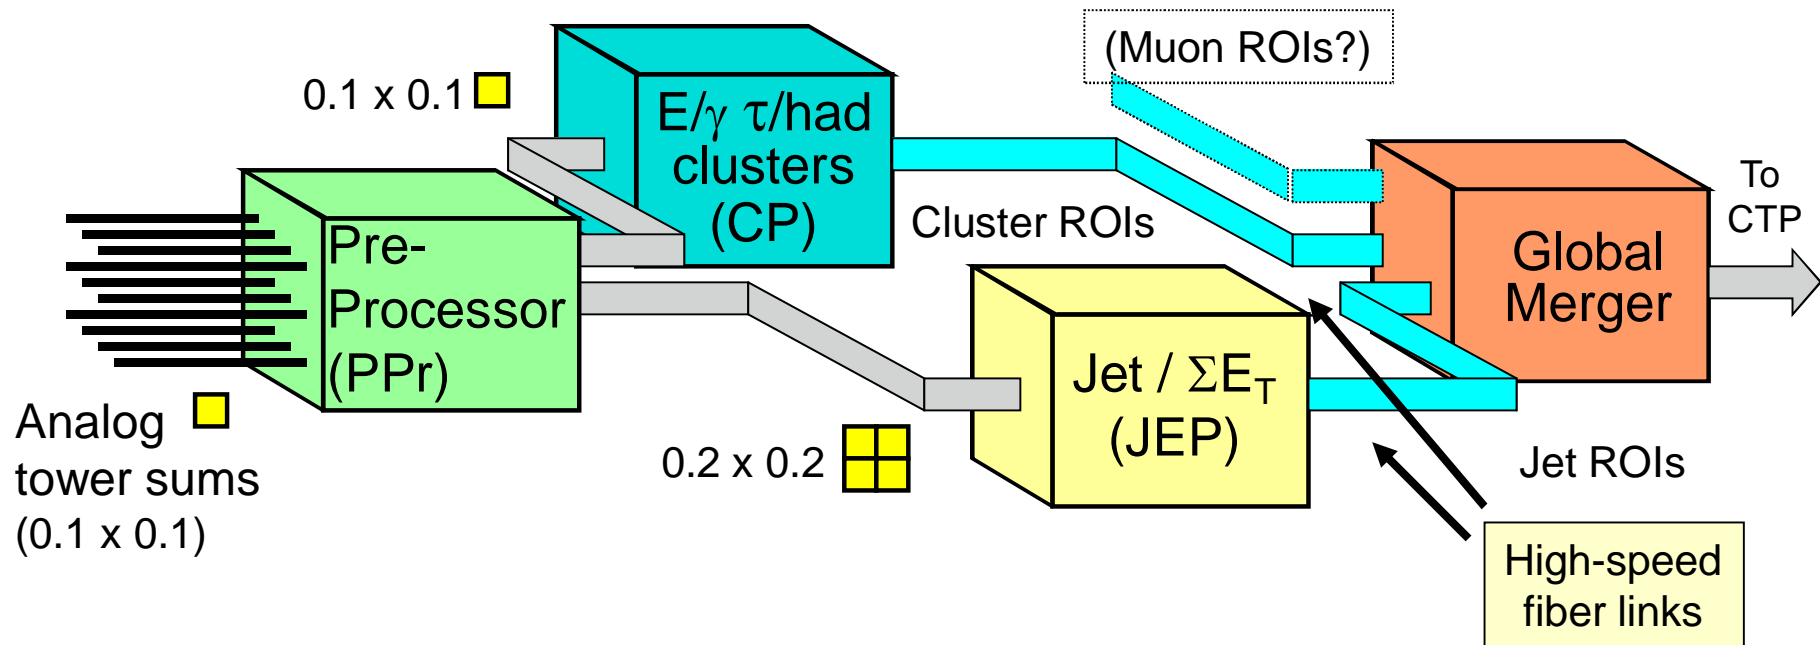 (Muon ROIs?)
0.1 x 0.1
E/γ τ/had
clusters
(CP)
To
CTP
Cluster ROIs
Pre-
Processor
(PPr)
Global
Merger
Analog
tower sums
(0.1 x 0.1)
0.2 x 0.2
Jet / ΣE_T
(JEP)
Jet ROIs
High-speed
fiber links